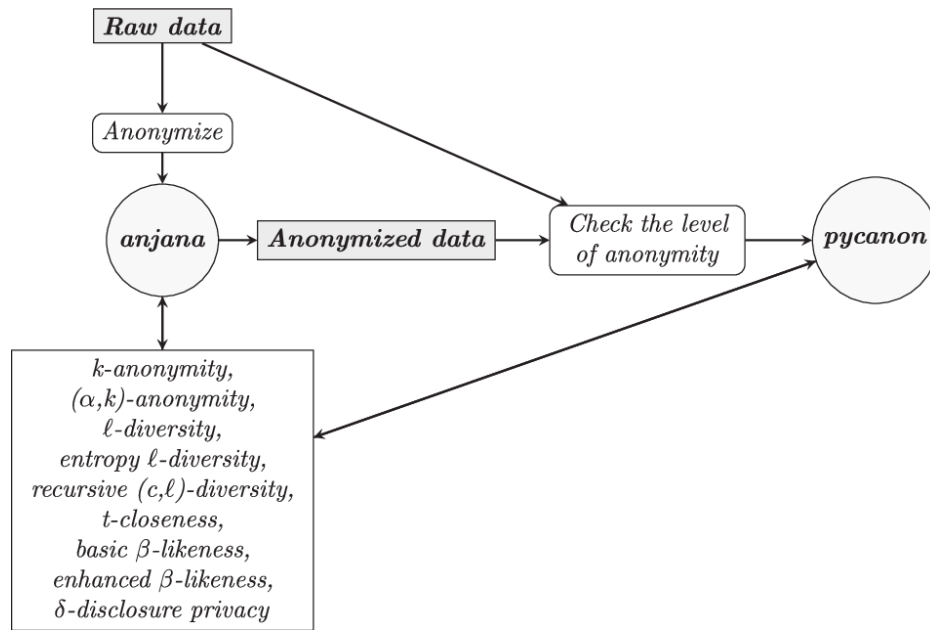 Raw data
Anonymize
anjana
Anonymized data
Check the level
of anonymity
pycanon
k-anonymity,
(α,k)-anonymity,
ℓ-diversity,
entropy ℓ-diversity,
recursive (c,ℓ)-diversity,
t-closeness,
basic β-likeness,
enhanced β-likeness,
δ-disclosure privacy